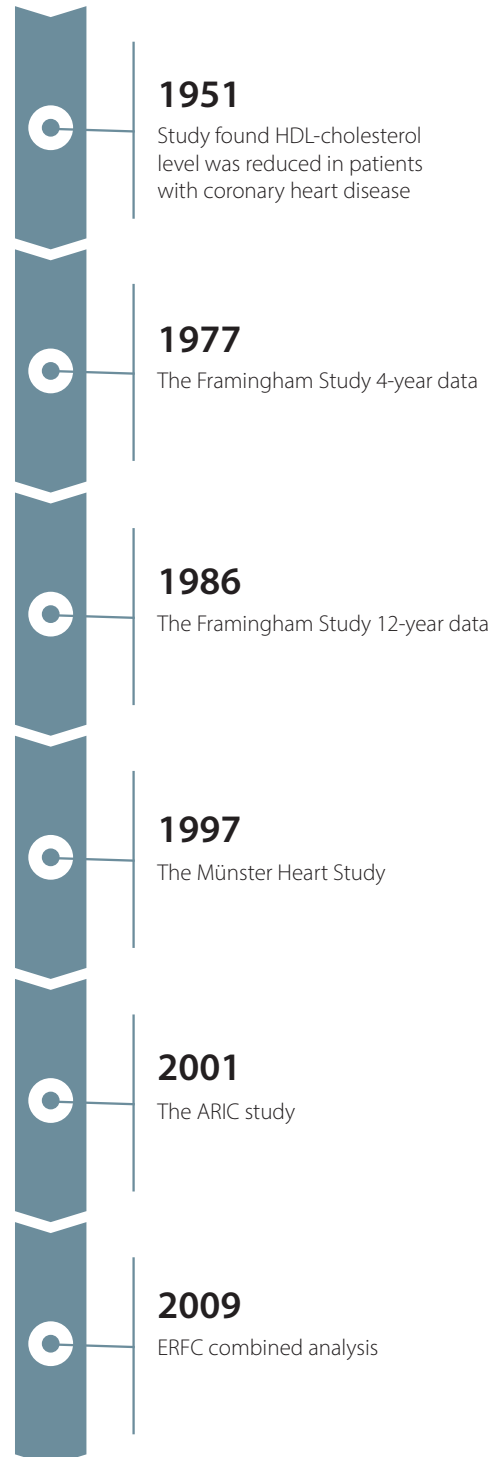 1951
Study found HDL-cholesterol
level was reduced in patients
with coronary heart disease
1977
The Framingham Study 4-year data
1986
The Framingham Study 12-year data
1997
The Münster Heart Study
2001
The ARIC study
2009
ERFC combined analysis